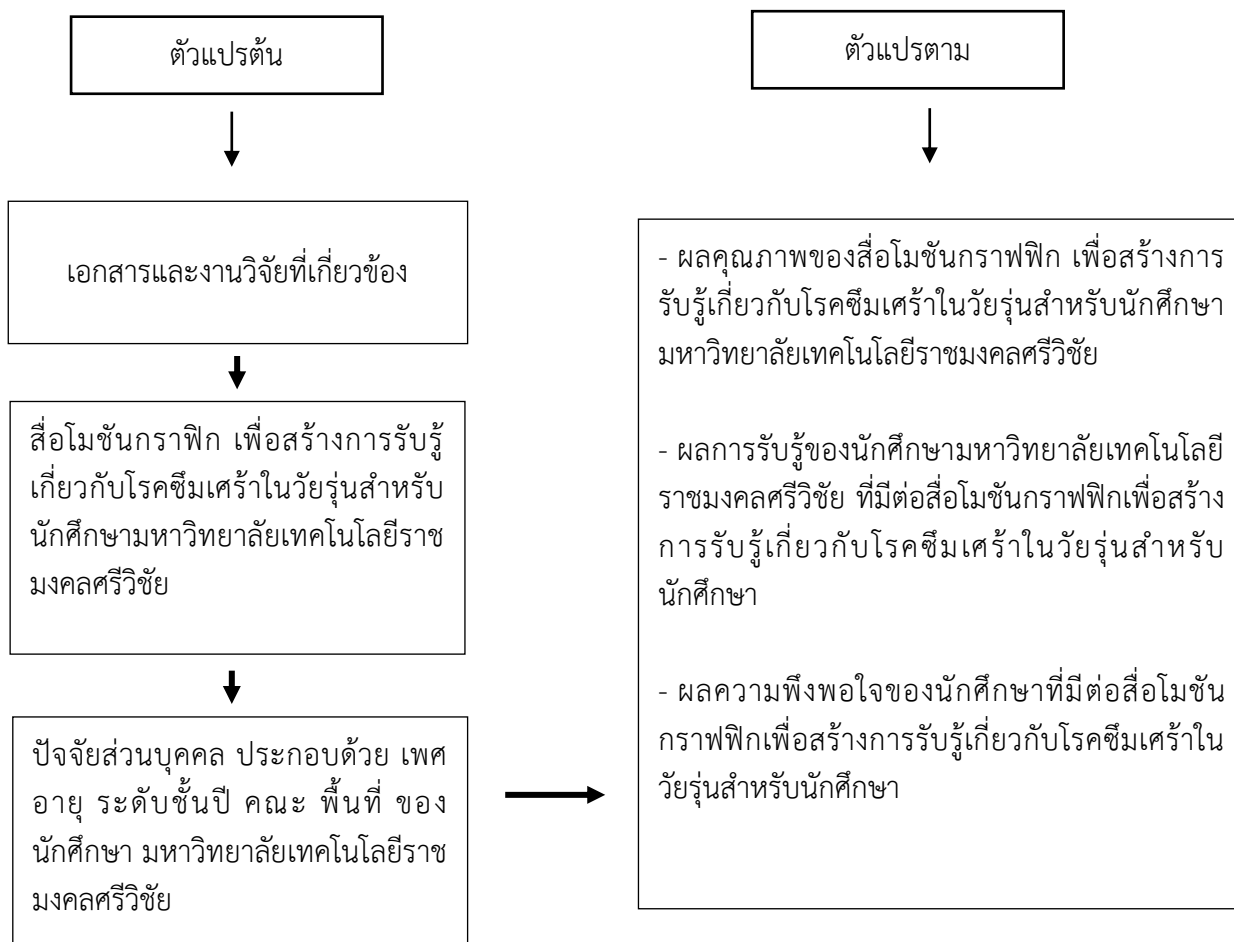 ตัวแปรต้น
เอกสารและงานวิจัยที่เกี่ยวข้อง
สื่อโมชันกราฟิก เพื่อสร้างการรับรู้
เกี่ยวกับโรคซึมเศร้าในวัยรุ่นสำหรับ
นักศึกษามหาวิทยาลัยเทคโนโลยีราช
มงคลศรีวิชัย
ปัจจัยส่วนบุคคล ประกอบด้วย เพศ
อายุ ระดับชั้นปี คณะ พื้นที่ ของ
นักศึกษา มหาวิทยาลัยเทคโนโลยีราช
มงคลศรีวิชัย
ตัวแปรตาม
- ผลคุณภาพของสื่อโมชันกราฟฟิก เพื่อสร้างการ
รับรู้เกี่ยวกับโรคซึมเศร้าในวัยรุ่นสำหรับนักศึกษา
มหาวิทยาลัยเทคโนโลยีราชมงคลศรีวิชัย
- ผลการรับรู้ของนักศึกษามหาวิทยาลัยเทคโนโลยี
ราชมงคลศรีวิชัย ที่มีต่อสื่อโมชันกราฟฟิกเพื่อสร้าง
การรับรู้เกี่ยวกับโรคซึมเศร้าในวัยรุ่นสำหรับ
นักศึกษา
- ผลความพึงพอใจของนักศึกษาที่มีต่อสื่อโมชัน
กราฟฟิกเพื่อสร้างการรับรู้เกี่ยวกับโรคซึมเศร้าใน
วัยรุ่นสำหรับนักศึกษา